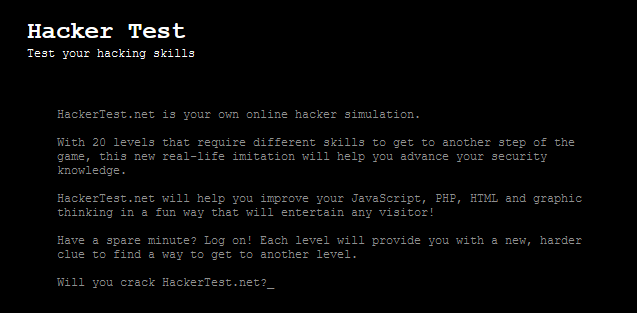 Hacker Test
Test your hacking skills
HackerTest.net is your own online hacker simulation.
With 20 levels that require different skills to get to another step of the
game, this new real-life imitation will help you advance your security
knowledge.
HackerTest.net will help you improve your JavaScript, PHP, HTML and graphic
thinking in a fun way that will entertain any visitor!
Have a spare minute? Log on! Each level will provide you with a new, harder
clue to find a way to get to another level.
Will you crack HackerTest.net?_